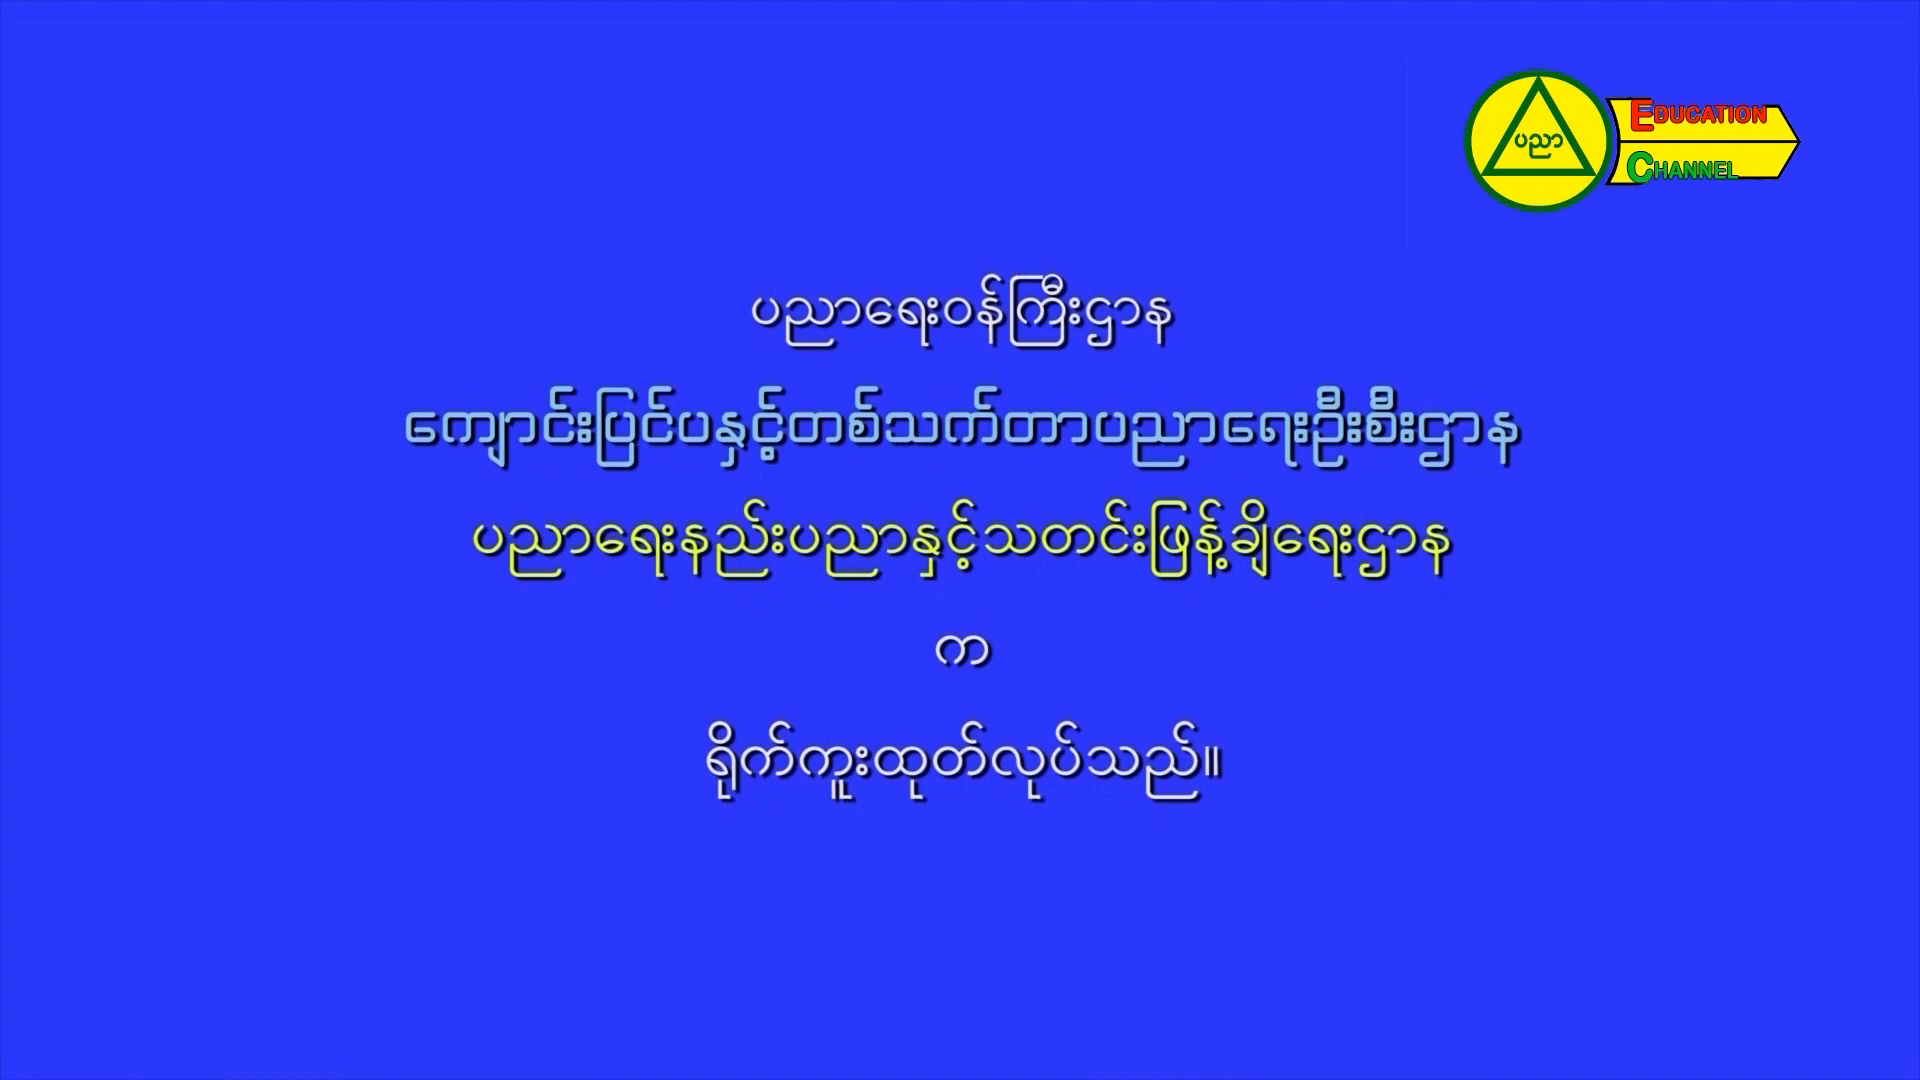 ပညာ
EDUCATION
CHANNEL
ပညာရေးဝန်ကြီးဌာန
ကျောင်းပြင်ပနှင့်တစ်သက်တာပညာရေးဦးစီးဌာန
ပညာရေးနည်းပညာနှင့်သတင်းဖြန့်ချိရေးဌာန
က
ရိုက်ကူးထုတ်လုပ်သည်။